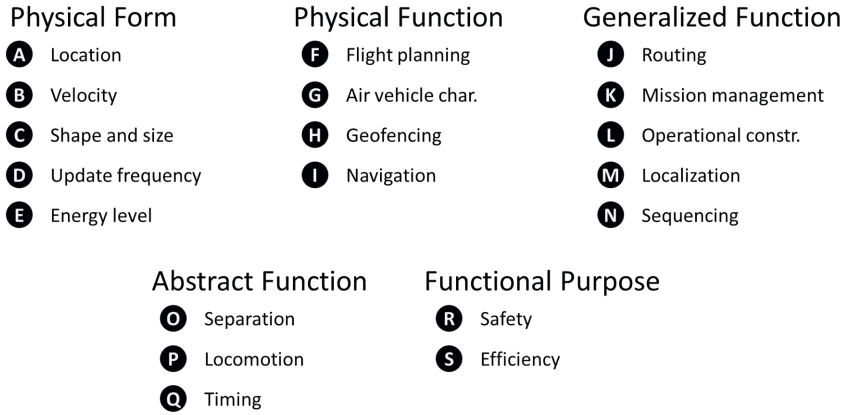 Physical Form
A Location
B Velocity
C Shape and size
D Update frequency
E Energy level
Physical Function
F Flight planning
G Air vehicle char.
H Geofencing
I Navigation
Generalized Function
J Routing
K Mission management
L Operational constr.
M Localization
N Sequencing
Abstract Function
O Separation
P Locomotion
Q Timing
Functional Purpose
R Safety
S Efficiency